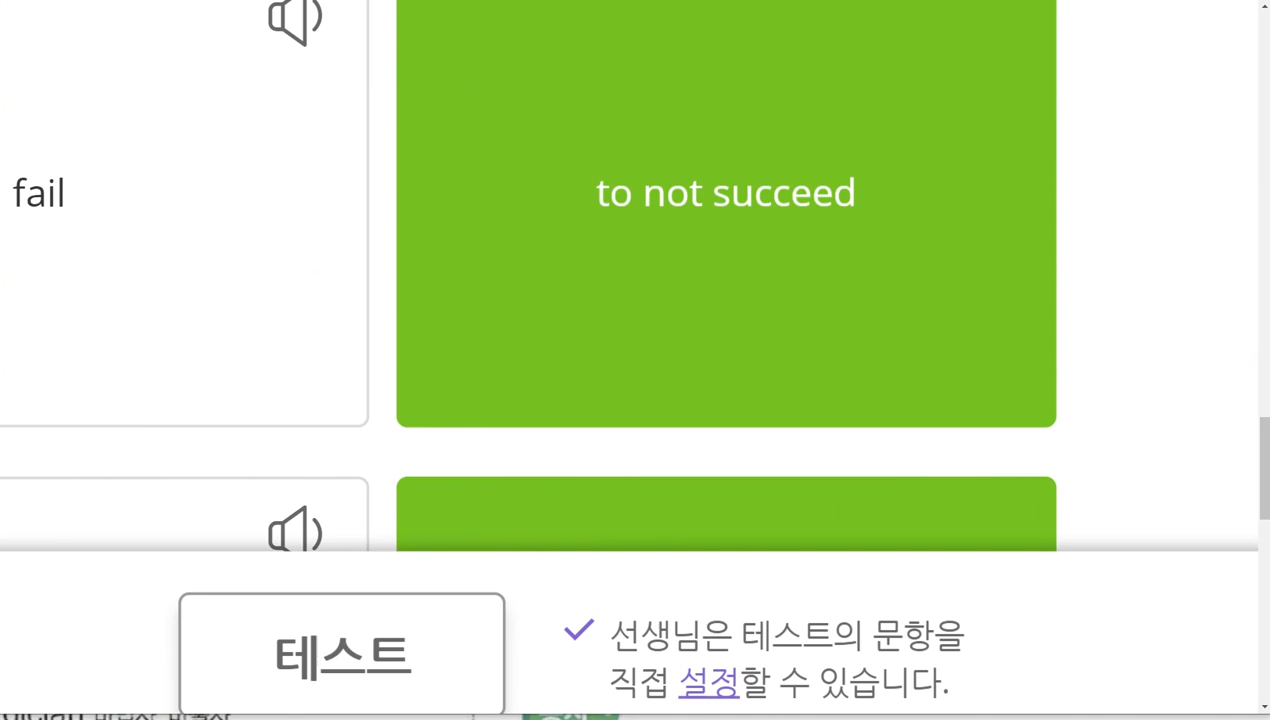 fail
to not succeed
테스트
선생님은 테스트의 문항을
직접 설정할 수 있습니다.